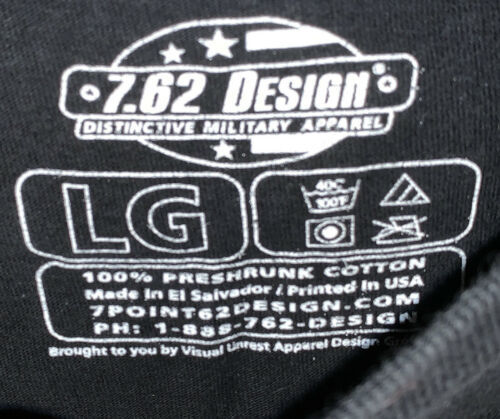 7.62 DESIGN®
DISTINCTIVE MILITARY APPAREL
LG
40C
100F
100% PRESHRUNK COTTON
Made in El Salvador / Printed in USA
7POINT62DESIGN.COM
PH: 1-888-762-DESIGN
Brought to you by Visual Unrest Apparel Design